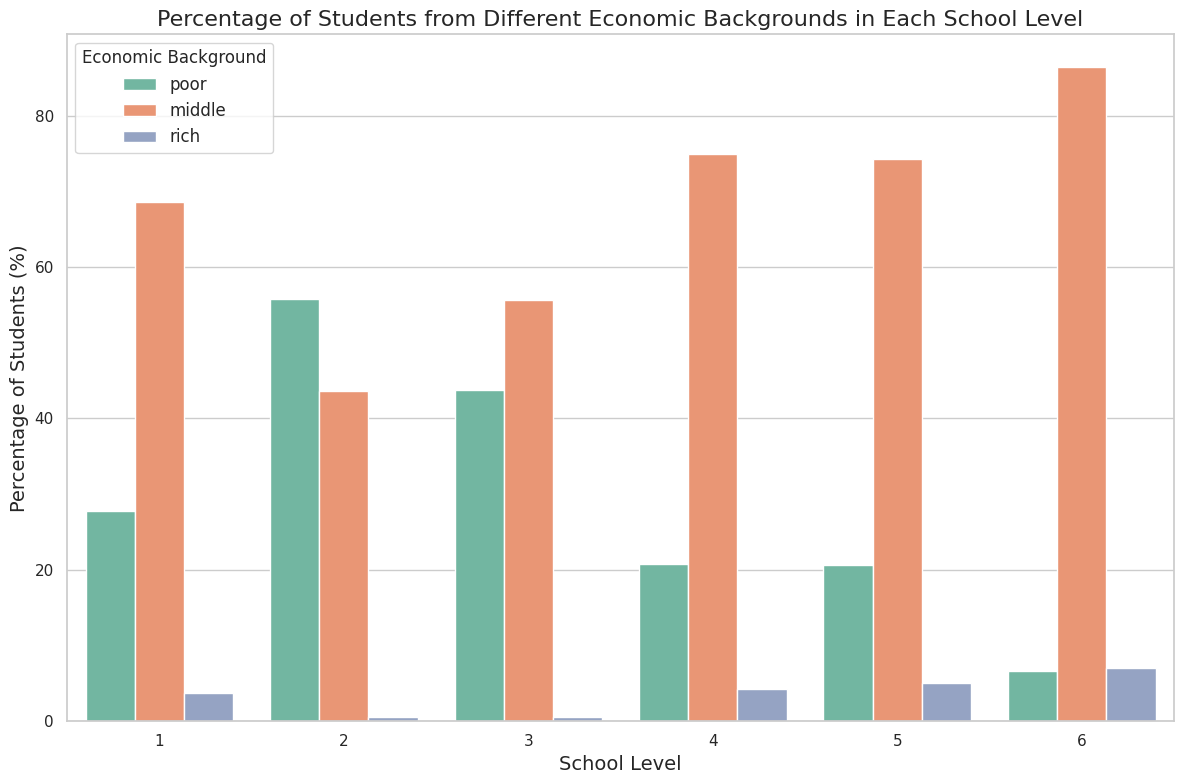 Percentage of Students from Different Economic Backgrounds in Each School Level
Economic Background
poor
middle
rich
Percentage of Students (%)
80
60
40
20
0
1 2 3 4 5 6
School Level